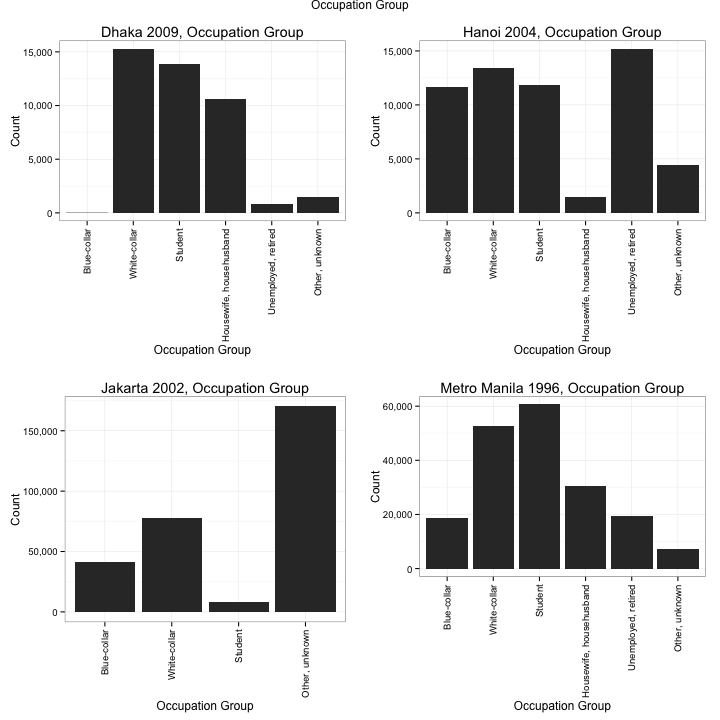 Occupation Group
Dhaka 2009, Occupation Group
Count
15,000
10,000
5,000
0
Blue-collar
White-collar
Student
Housewife, househusband
Unemployed, retired
Other, unknown
Occupation Group
Hanoi 2004, Occupation Group
Count
15,000
10,000
5,000
0
Blue-collar
White-collar
Student
Housewife, househusband
Unemployed, retired
Other, unknown
Occupation Group
Jakarta 2002, Occupation Group
Count
150,000
100,000
50,000
0
Blue-collar
White-collar
Student
Other, unknown
Occupation Group
Metro Manila 1996, Occupation Group
Count
60,000
40,000
20,000
0
Blue-collar
White-collar
Student
Housewife, househusband
Unemployed, retired
Other, unknown
Occupation Group